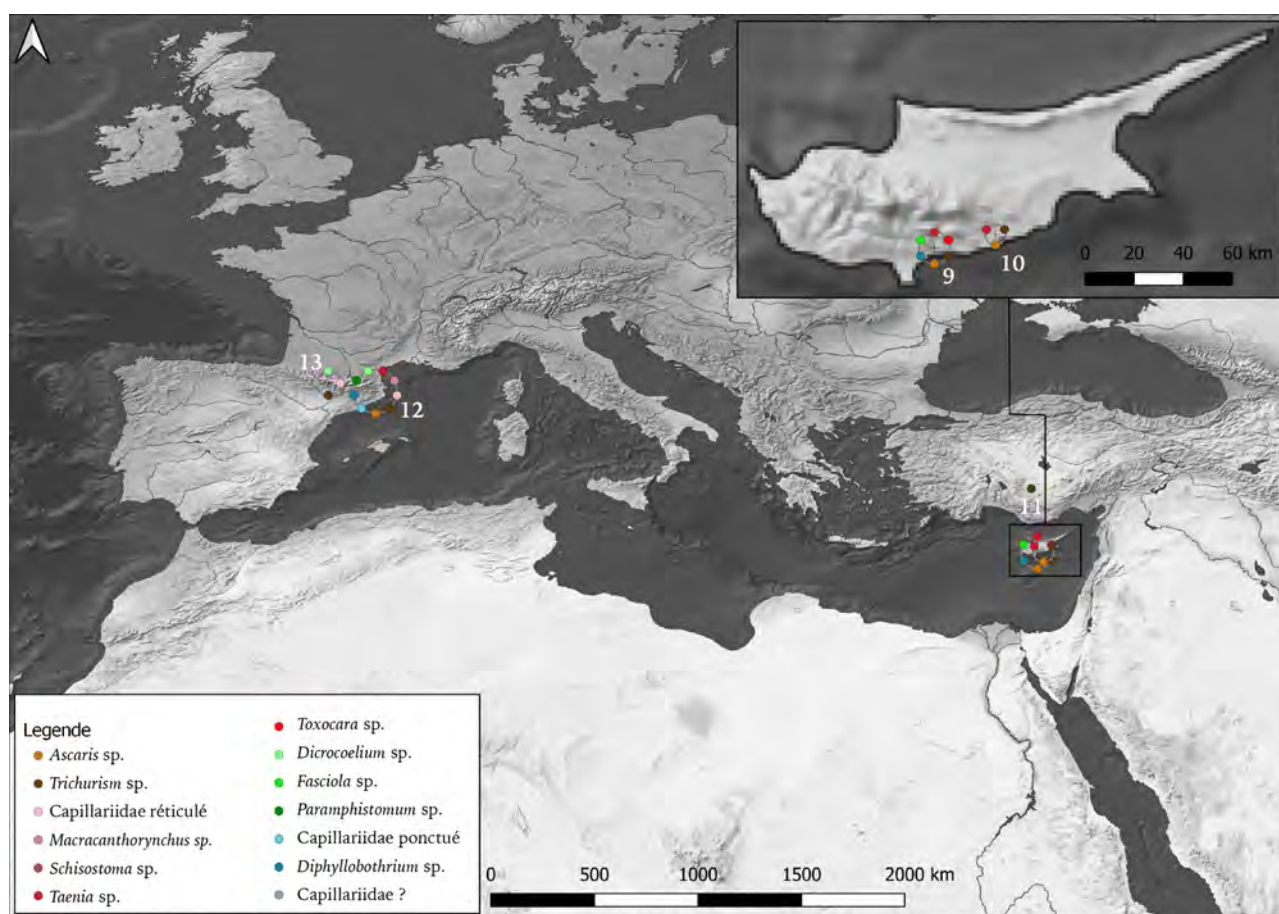 9
10
0 20 40 60 km
13
12
11
Legende
Ascaris sp.
Trichurism sp.
Capillariidae réticulé
Macracanthorynchus sp.
Schisostoma sp.
Taenia sp.
Toxocara sp.
Dicrocoelium sp.
Fasciola sp.
Paramphistomum sp.
Capillariidae ponctué
Diphyllobothrium sp.
Capillariidae ?
0 500 1000 1500 2000 km